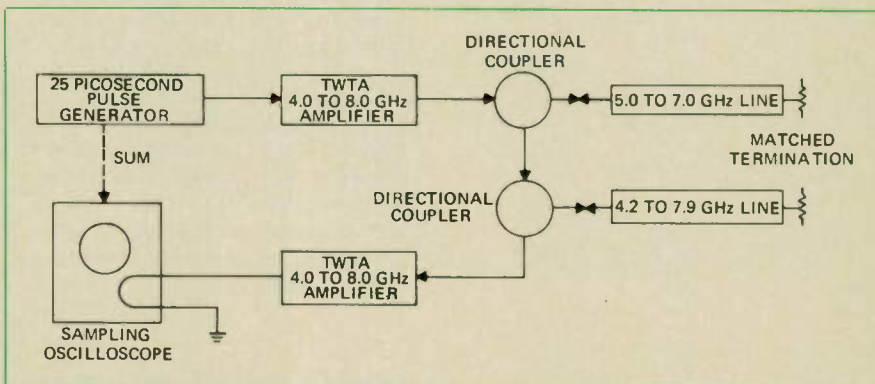 DIRECTIONAL
COUPLER
25 PICOSECOND
PULSE
GENERATOR
TWTA
4.0 TO 8.0 GHz
AMPLIFIER
5.0 TO 7.0 GHz LINE
MATCHED
TERMINATION
SUM
DIRECTIONAL
COUPLER
4.2 TO 7.9 GHz LINE
TWTA
4.0 TO 8.0 GHz
AMPLIFIER
SAMPLING
OSCILLOSCOPE